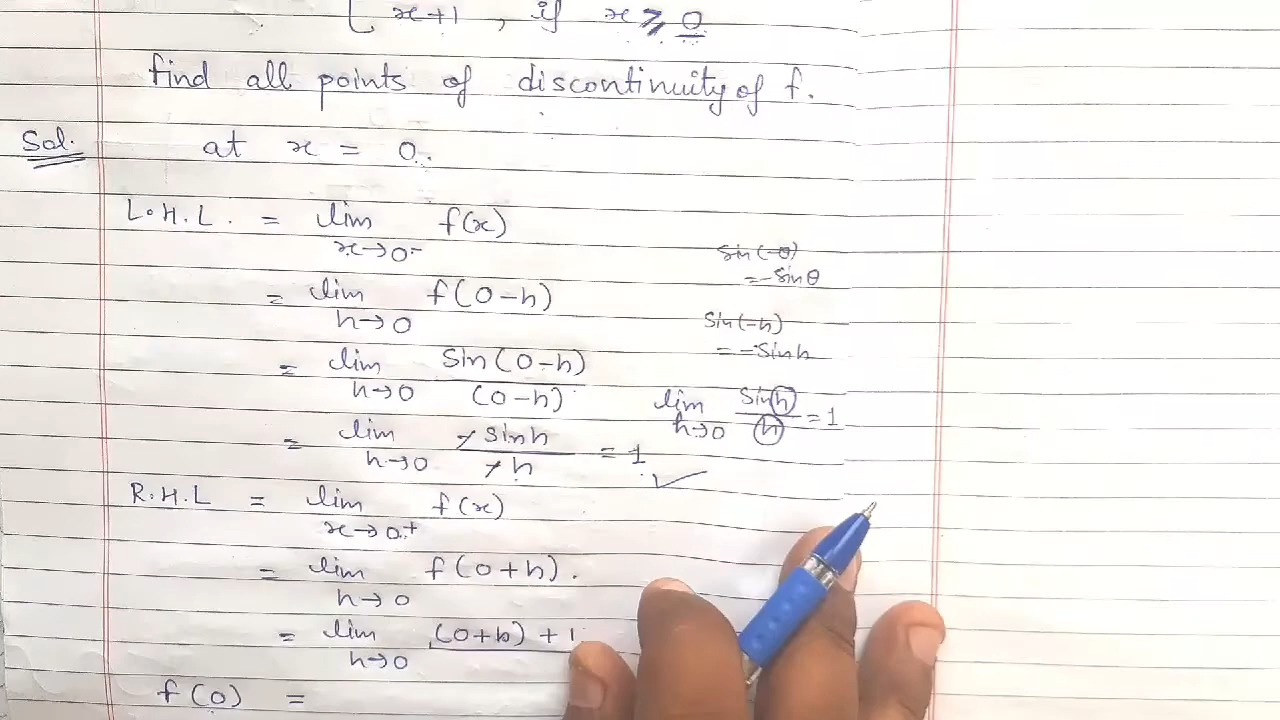 x+1 , if x ⩾ 0
find all points of discontinuity of f.
Sol. at x = 0.
L.H.L. = lim x→0- f(x)
sin(-θ)
= -sinθ
= lim h→0 f(0-h)
sin(-h)
= -sinh
= lim h→0 sin(0-h) / (0-h)
lim h→0 sin(h) / h = 1
= lim h→0 -sinh / -h = 1
R.H.L = lim x→0+ f(x)
= lim h→0 f(0+h).
= lim h→0 (0+h) + 1
f(0) =